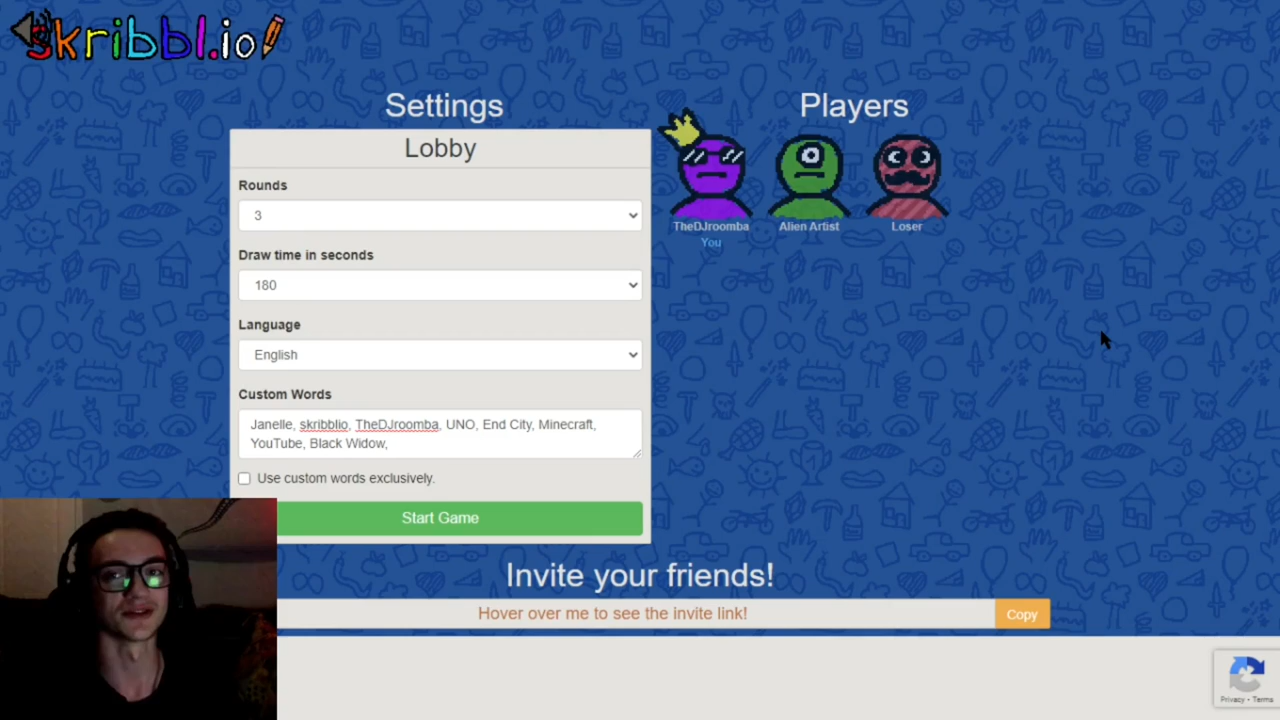 skribbl.io
Settings
Players
Lobby
Rounds
3
TheDJroomba
Alien Artist
Loser
You
Draw time in seconds
180
Language
English
Custom Words
Janelle, skribblio, TheDJroomba, UNO, End City, Minecraft,
YouTube, Black Widow,
Use custom words exclusively.
Start Game
Invite your friends!
Hover over me to see the invite link!
Copy
Privacy - Terms